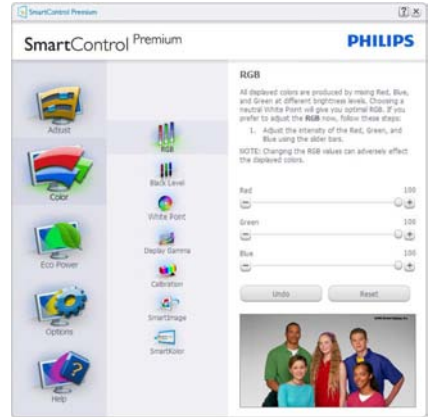 SmartControl Premium
SmartControl Premium
PHILIPS
Adjust
Color
Eco Power
Options
Help
RGB
Black Level
White Point
Display Gamma
Calibration
SmartImage
SmartKolor
RGB
All displayed colors are produced by mixing Red, Blue,
and Green at different brightness levels. Choosing a
neutral White Point will give you optimal RGB. If you
prefer to adjust the RGB now, follow these steps:
1. Adjust the intensity of the Red, Green, and
Blue using the slider bars.
NOTE: Changing the RGB values can adversely effect
the displayed colors.
Red 100
Green 100
Blue 100
Undo Reset